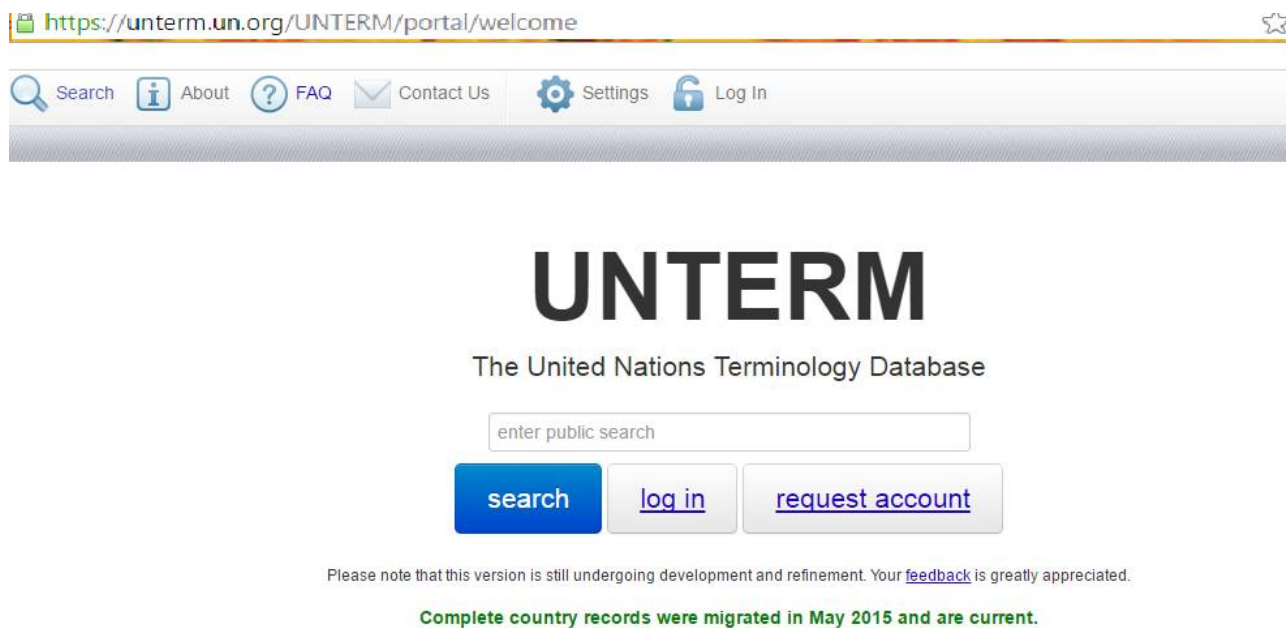 https://unterm.un.org/UNTERM/portal/welcome
Search About FAQ Contact Us Settings Log In
UNTERM
The United Nations Terminology Database
enter public search
search log in request account
Please note that this version is still undergoing development and refinement. Your feedback is greatly appreciated.
Complete country records were migrated in May 2015 and are current.